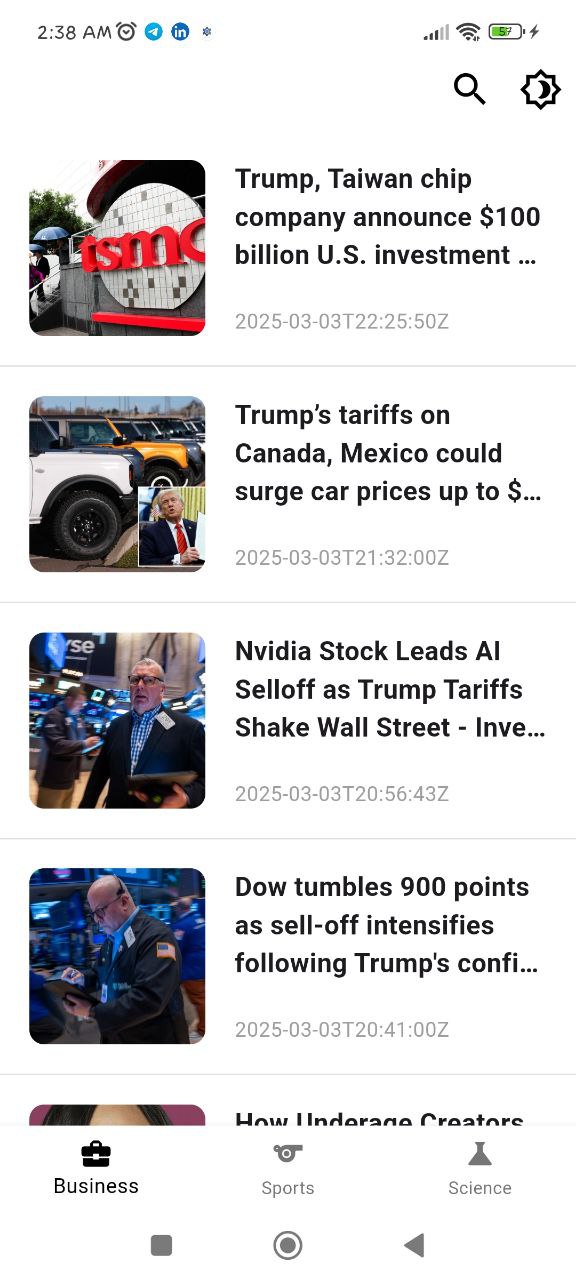 2:38 AM
57
tsmc
Trump, Taiwan chip
company announce $100
billion U.S. investment …
2025-03-03T22:25:50Z
Trump’s tariffs on
Canada, Mexico could
surge car prices up to $…
2025-03-03T21:32:00Z
yse
Nvidia Stock Leads AI
Selloff as Trump Tariffs
Shake Wall Street - Inve…
2025-03-03T20:56:43Z
Dow tumbles 900 points
as sell-off intensifies
following Trump's confi…
2025-03-03T20:41:00Z
How Underage Creators
Business
Sports
Science